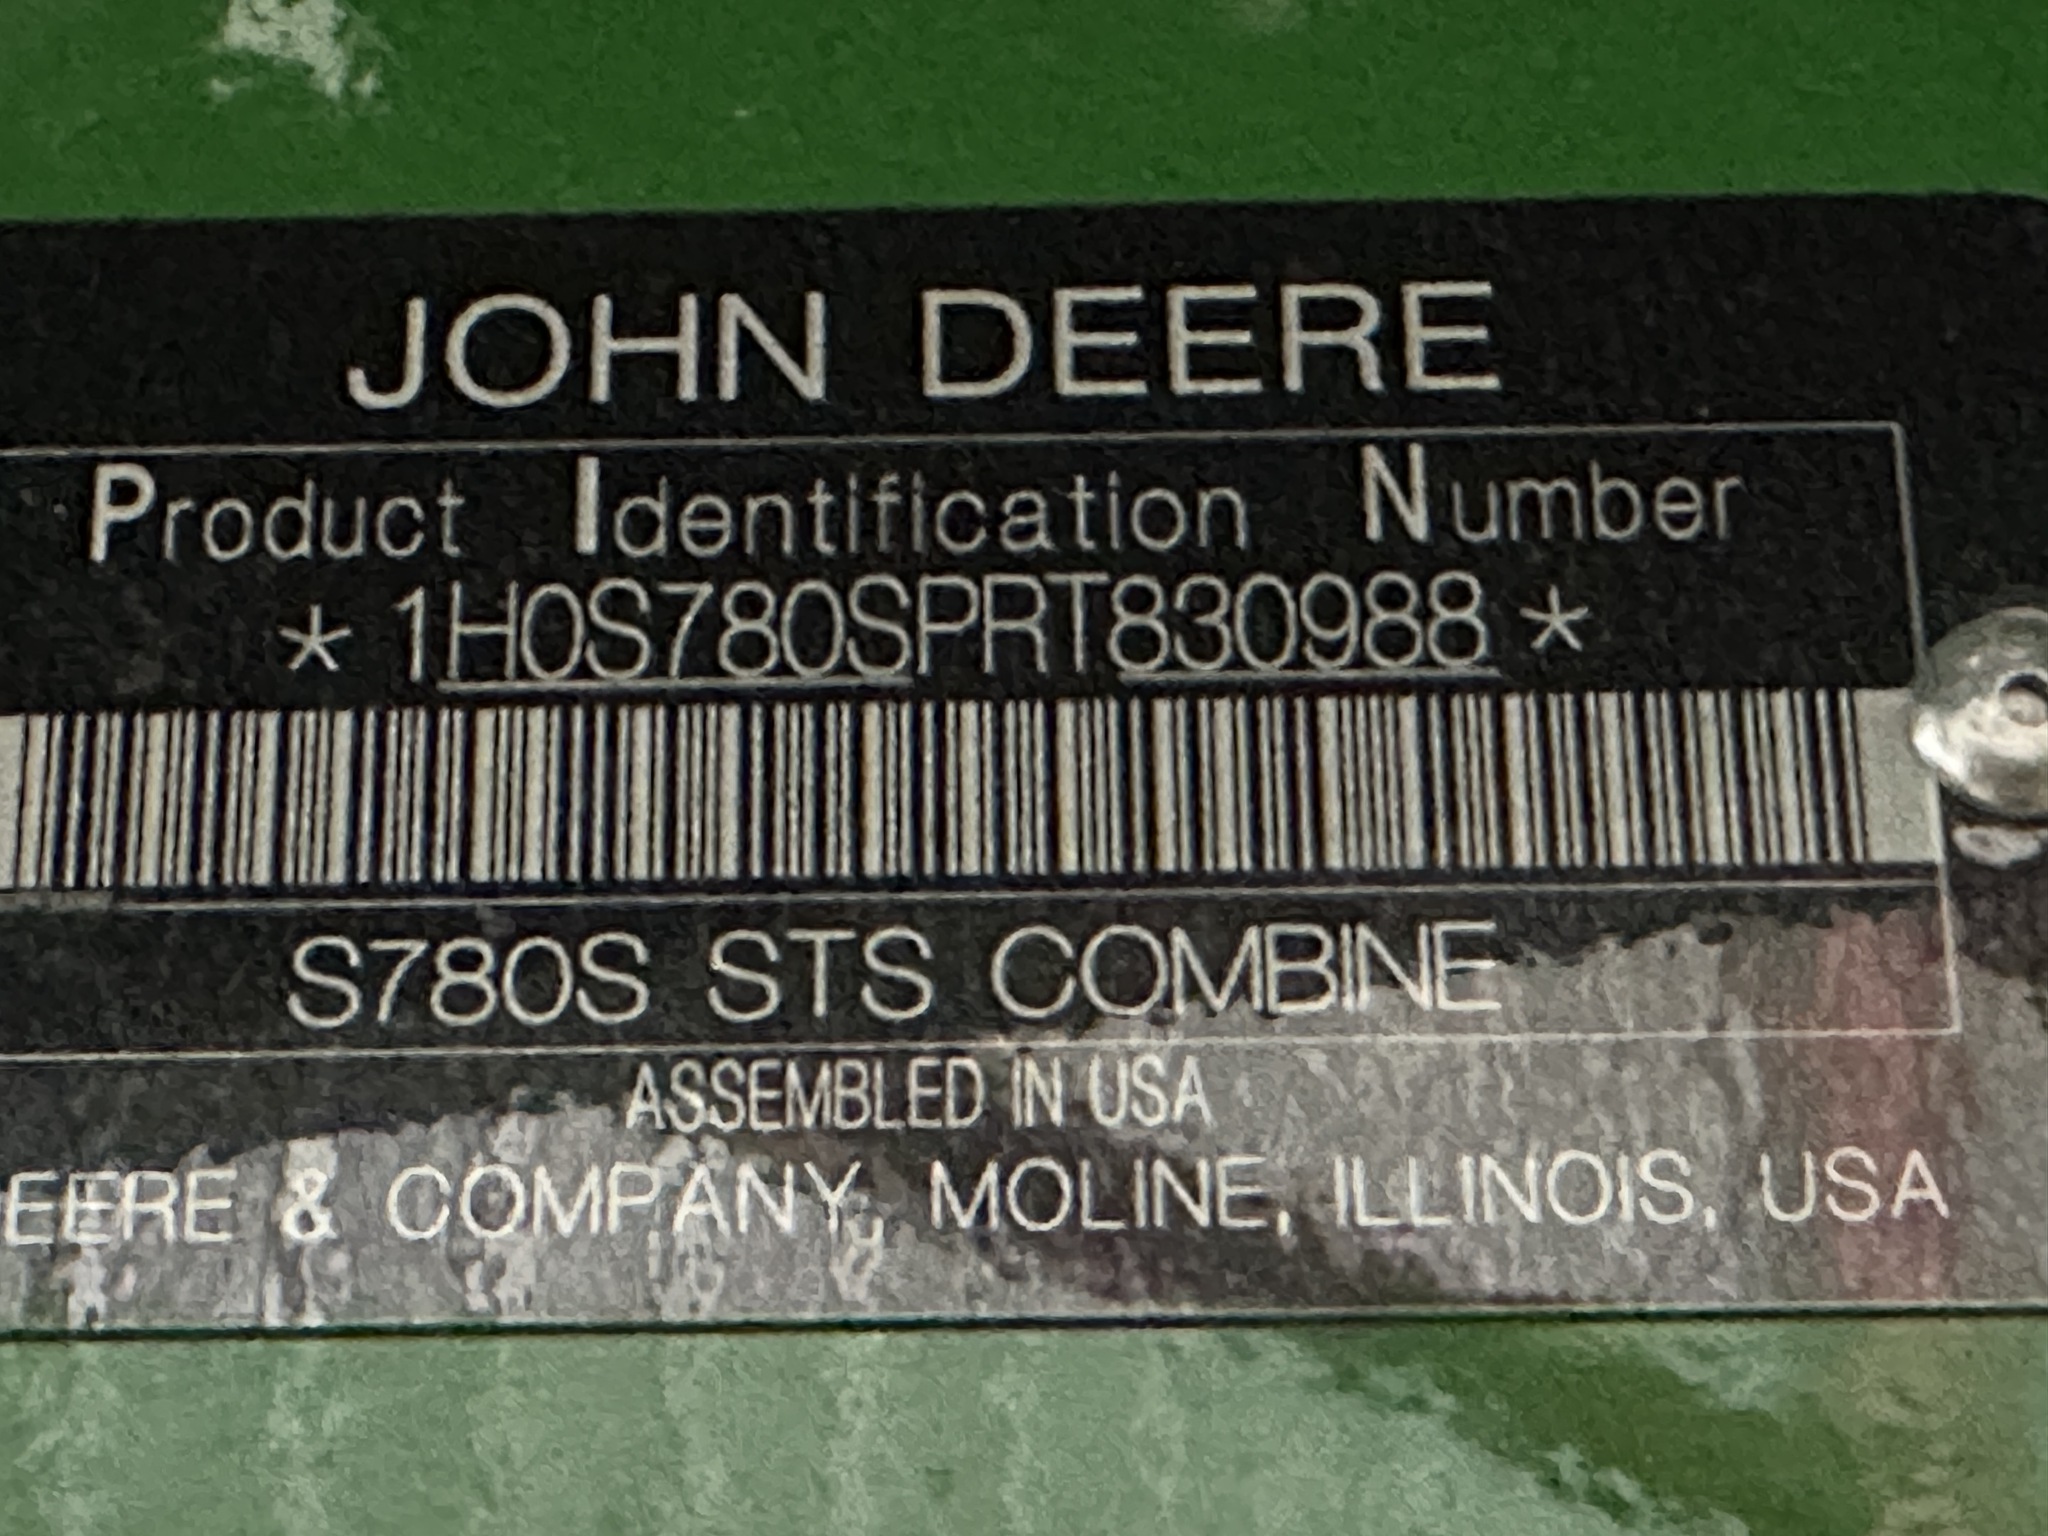 JOHN DEERE
Product Identification Number
* 1H0S780SPRT830988 *
S780S STS COMBINE
ASSEMBLED IN USA
EERE & COMPANY, MOLINE, ILLINOIS, USA